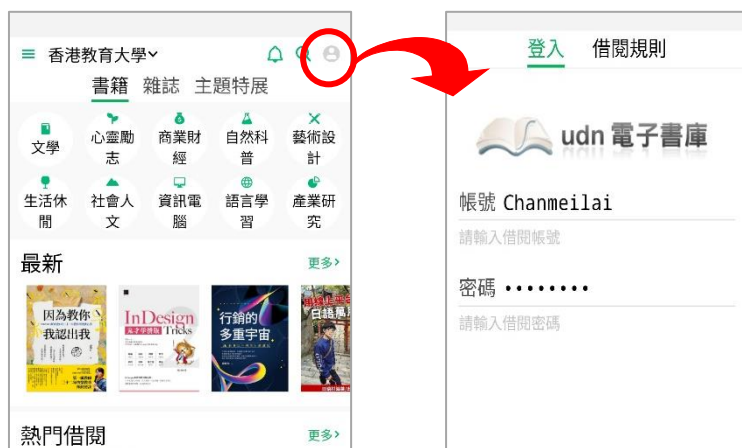 香港教育大學
書籍 雜誌 主題特展
文學
心靈勵志
商業財經
自然科普
藝術設計
生活休閒
社會人文
資訊電腦
語言學習
產業研究
最新
更多
因為教你
我認出我
InDesign
Tricks
行銷的
多重宇宙
日語
熱門借閱
更多
登入 借閱規則
udn 電子書庫
帳號 Chanmeilai
請輸入借閱帳號
密碼 ••••••••
請輸入借閱密碼